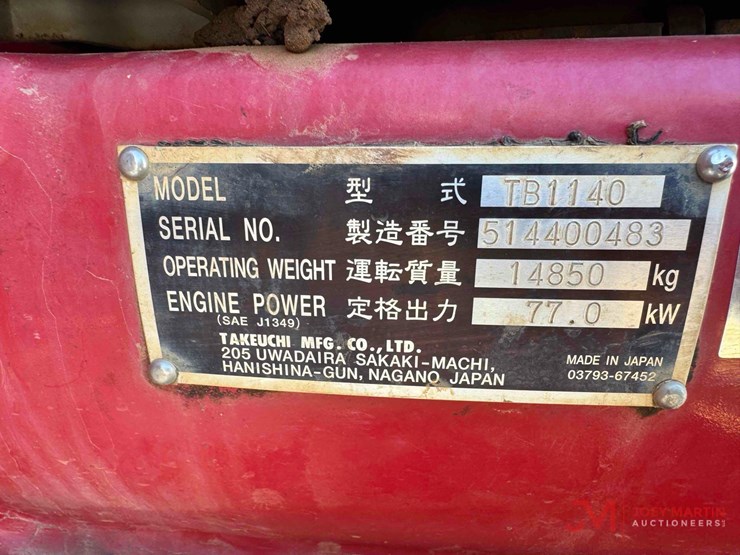 MODEL 型 式 TB1140
SERIAL NO. 製造番号 514400483
OPERATING WEIGHT 運転質量 14850 kg
ENGINE POWER 定格出力 77.0 kW
(SAE J1349)
TAKEUCHI MFG. CO., LTD.
205 UWADAIRA SAKAKI-MACHI, MADE IN JAPAN
HANISHINA-GUN, NAGANO JAPAN 03793-67452
JOEY MARTIN
AUCTIONEERS